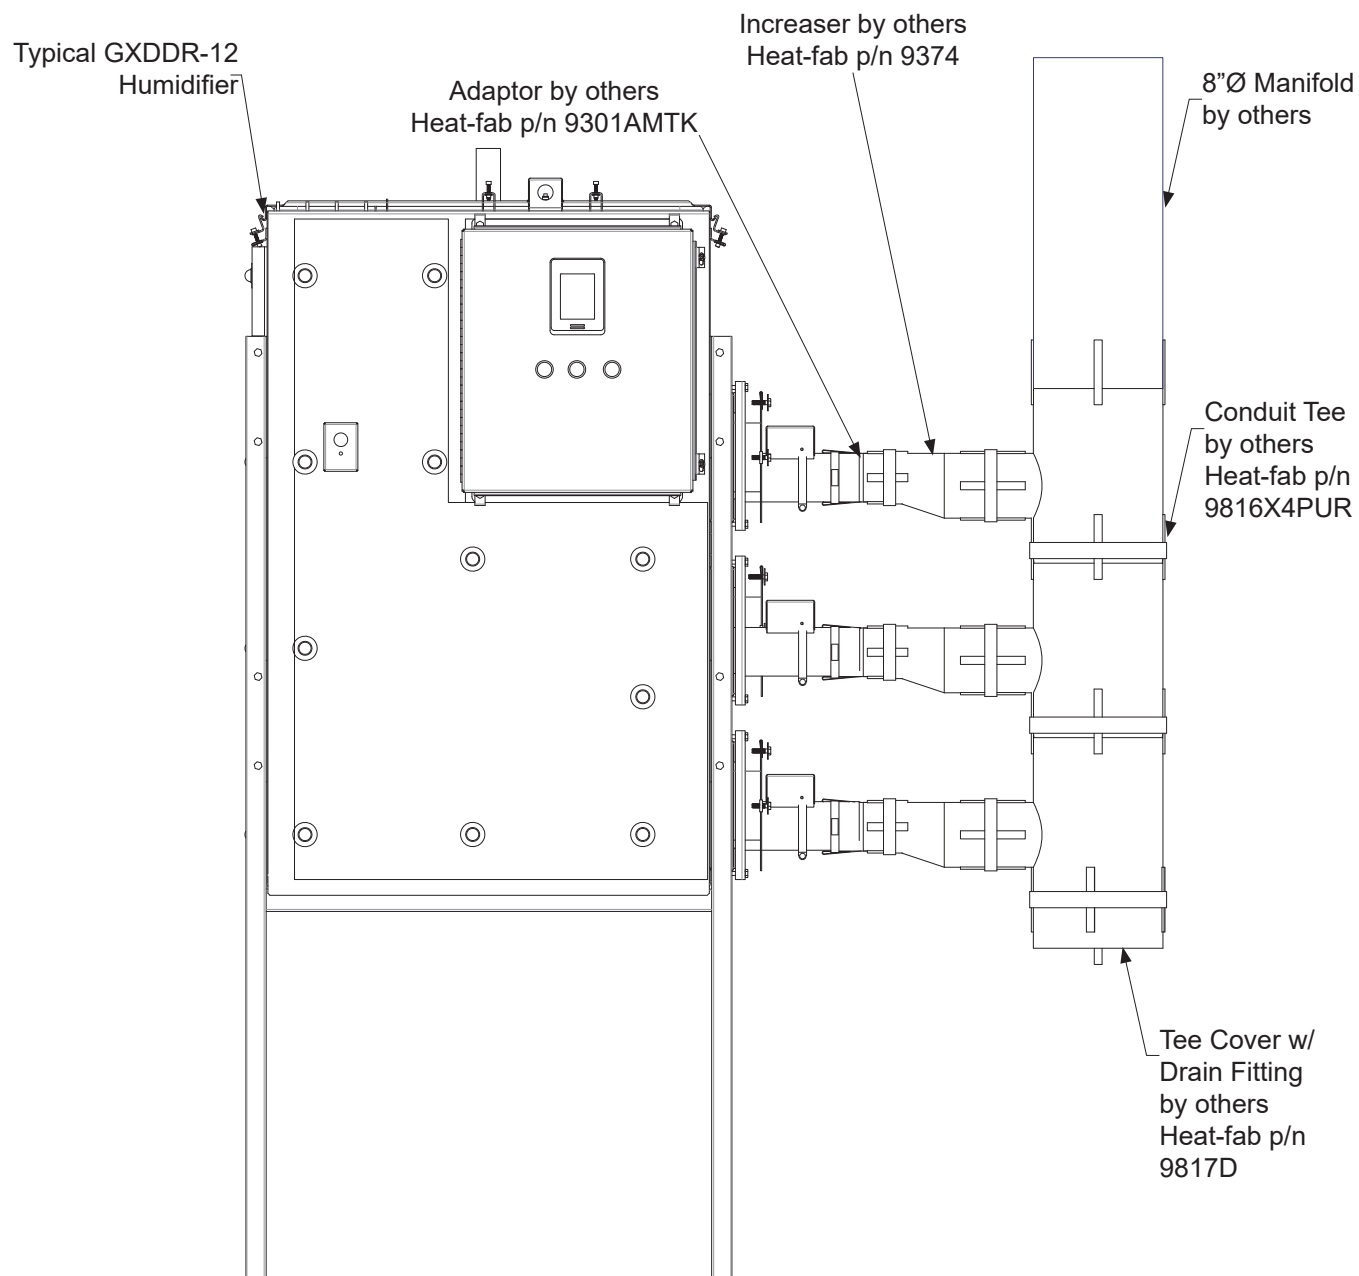 Typical GXDDR-12
Humidifier
Adaptor by others
Heat-fab p/n 9301AMTK
Increaser by others
Heat-fab p/n 9374
8”Ø Manifold
by others
Conduit Tee
by others
Heat-fab p/n
9816X4PUR
Tee Cover w/
Drain Fitting
by others
Heat-fab p/n
9817D